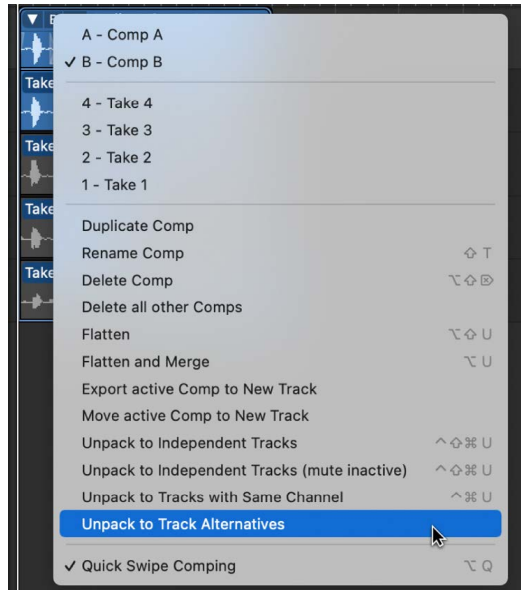 A - Comp A
✓ B - Comp B
Take
4 - Take 4
3 - Take 3
Take
2 - Take 2
1 - Take 1
Take
Duplicate Comp
Rename Comp ⇧ T
Take
Delete Comp ⌥⇧⌦
Delete all other Comps
Flatten ⌥⇧ U
Flatten and Merge ⌥ U
Export active Comp to New Track
Move active Comp to New Track
Unpack to Independent Tracks ^⇧⌘ U
Unpack to Independent Tracks (mute inactive) ^⇧⌘ U
Unpack to Tracks with Same Channel ^⌘ U
Unpack to Track Alternatives
✓ Quick Swipe Comping ⌥ Q